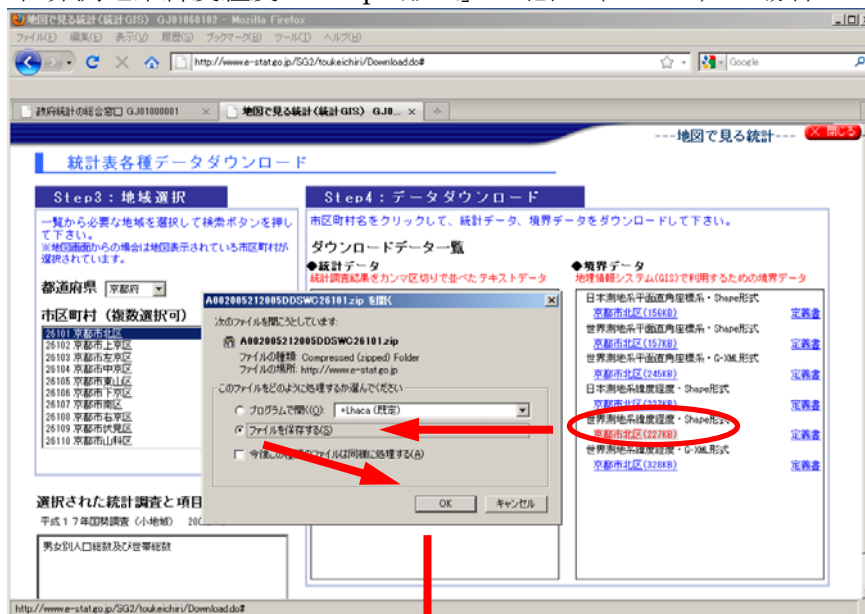 地図で見る統計(統計GIS) GJ01060102 - Mozilla Firefox
ファイル(F) 編集(E) 表示(V) 履歴(S) ブックマーク(B) ツール(T) ヘルプ(H)
http://www.e-stat.go.jp/SG2/toukeichiri/Download.do#
Google
政府統計の総合窓口 GJ01000001
地図で見る統計(統計GIS) GJ0...
---地図で見る統計---
閉じる
統計表各種データダウンロード
Step3:地域選択
一覧から必要な地域を選択して検索ボタンを押し
て下さい。
※地図画面からの場合は地図表示されている市区町村が
選択されています。
都道府県 京都府
市区町村(複数選択可)
26101 京都市北区
26102 京都市上京区
26103 京都市左京区
26104 京都市中京区
26105 京都市東山区
26106 京都市下京区
26107 京都市南区
26108 京都市右京区
26109 京都市伏見区
26110 京都市山科区
選択された統計調査と項目
平成17年国勢調査(小地域) 200
男女別人口総数及び世帯総数
Step4:データダウンロード
市区町村名をクリックして、統計データ、境界データをダウンロードして下さい。
ダウンロードデータ一覧
◆統計データ
統計調査結果をカンマ区切りで並べたテキストデータ
◆境界データ
地理情報システム(GIS)で利用するための境界データ
日本測地系平面直角座標系・Shape形式
京都市北区(156KB) 定義書
世界測地系平面直角座標系・Shape形式
京都市北区(157KB) 定義書
世界測地系平面直角座標系・G-XML形式
京都市北区(245KB) 定義書
日本測地系緯度経度・Shape形式
京都市北区(227KB) 定義書
世界測地系緯度経度・Shape形式
京都市北区(227KB) 定義書
世界測地系緯度経度・G-XML形式
京都市北区(328KB) 定義書
A002005212005DDSWC26101.zip を開く
次のファイルを開こうとしています:
A002005212005DDSWC26101.zip
ファイルの種類: Compressed (zipped) Folder
ファイルの場所: http://www.e-stat.go.jp
このファイルをどのように処理するか選んでください
プログラムで開く(O): +Lhaca (既定)
ファイルを保存する(S)
今後この種類のファイルは同様に処理する(A)
OK キャンセル
http://www.e-stat.go.jp/SG2/toukeichiri/Download.do#